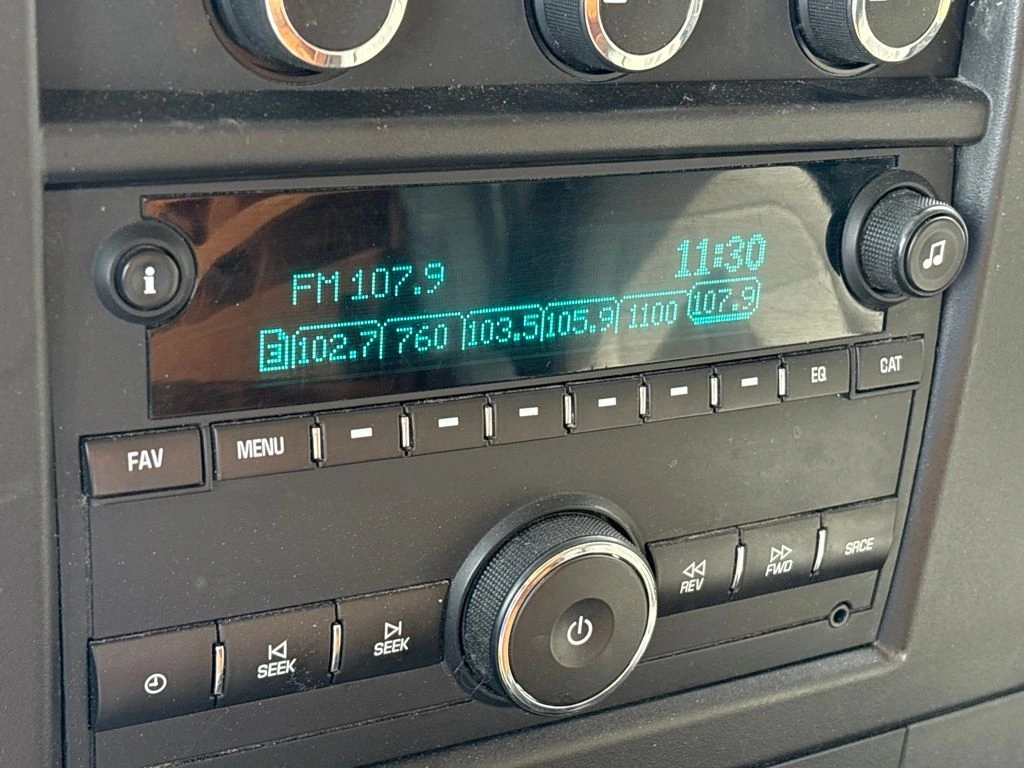 i
FM 107.9 11:30
3 102.7 760 103.5 105.9 1100 107.9
FAV MENU EQ CAT
REV FWD SRCE
SEEK SEEK